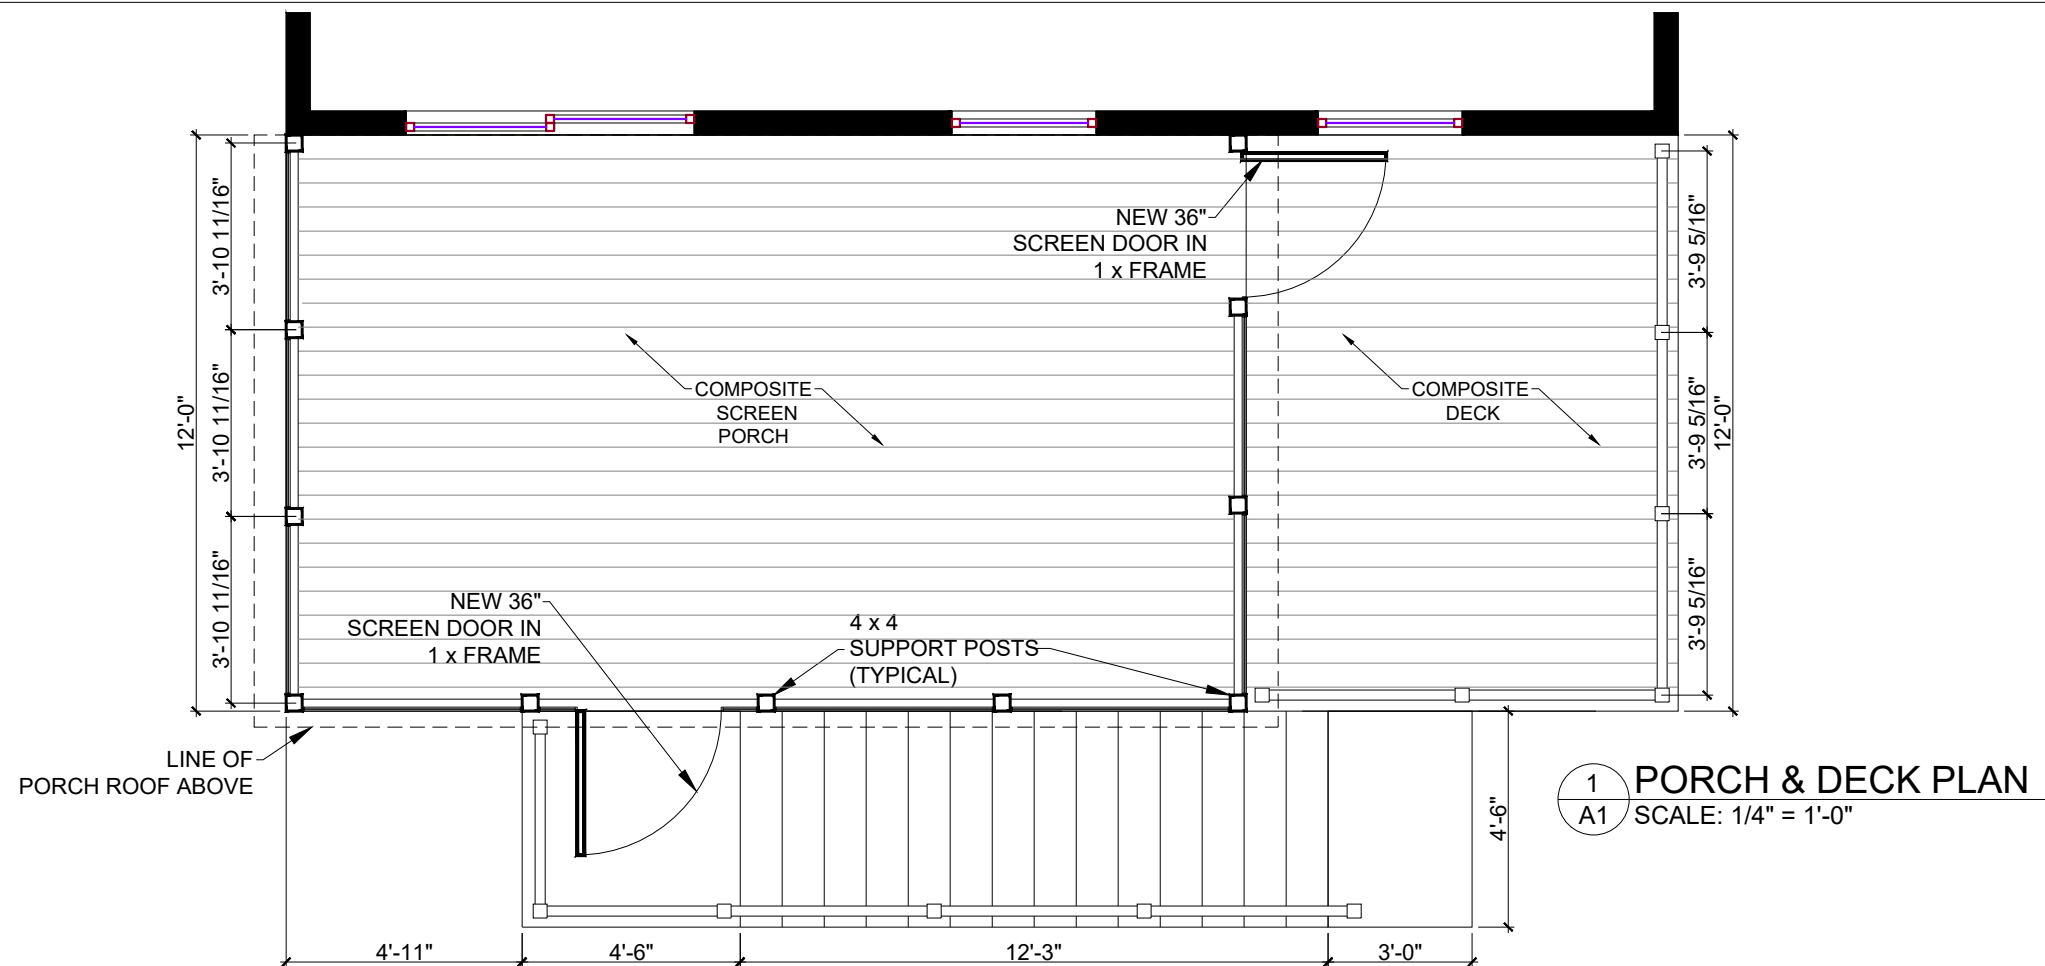 NEW 36"
SCREEN DOOR IN
1 x FRAME
COMPOSITE
SCREEN
PORCH
COMPOSITE
DECK
12'-0"
3'-10 11/16"
3'-10 11/16"
3'-10 11/16"
3'-9 5/16"
3'-9 5/16"
3'-9 5/16"
12'-0"
NEW 36"
SCREEN DOOR IN
1 x FRAME
4 x 4
SUPPORT POSTS
(TYPICAL)
LINE OF
PORCH ROOF ABOVE
4'-6"
1
A1
PORCH & DECK PLAN
SCALE: 1/4" = 1'-0"
4'-11"
4'-6"
12'-3"
3'-0"